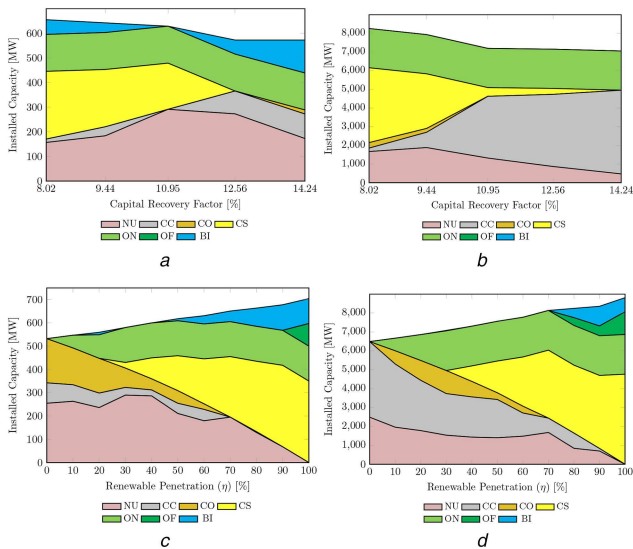 Installed Capacity [MW]
600
500
400
300
200
100
0
8.02 9.44 10.95 12.56 14.24
Capital Recovery Factor [%]
NU CC CO CS
ON OF BI
a
Installed Capacity [MW]
8,000
7,000
6,000
5,000
4,000
3,000
2,000
1,000
0
8.02 9.44 10.95 12.56 14.24
Capital Recovery Factor [%]
NU CC CO CS
ON OF BI
b
Installed Capacity [MW]
700
600
500
400
300
200
100
0
0 10 20 30 40 50 60 70 80 90 100
Renewable Penetration (η) [%]
NU CC CO CS
ON OF BI
c
Installed Capacity [MW]
8,000
7,000
6,000
5,000
4,000
3,000
2,000
1,000
0
0 10 20 30 40 50 60 70 80 90 100
Renewable Penetration (η) [%]
NU CC CO CS
ON OF BI
d